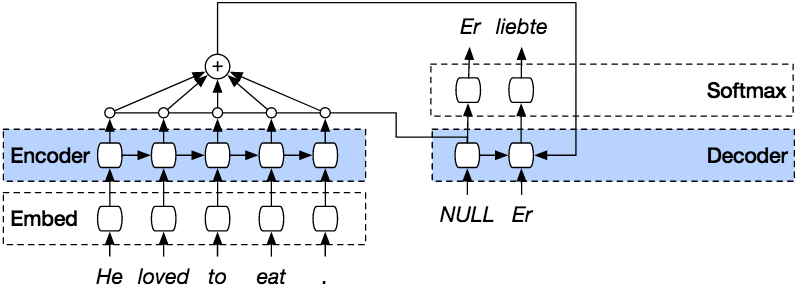 +
Er liebte
Softmax
Encoder
Decoder
Embed
NULL Er
He loved to eat .